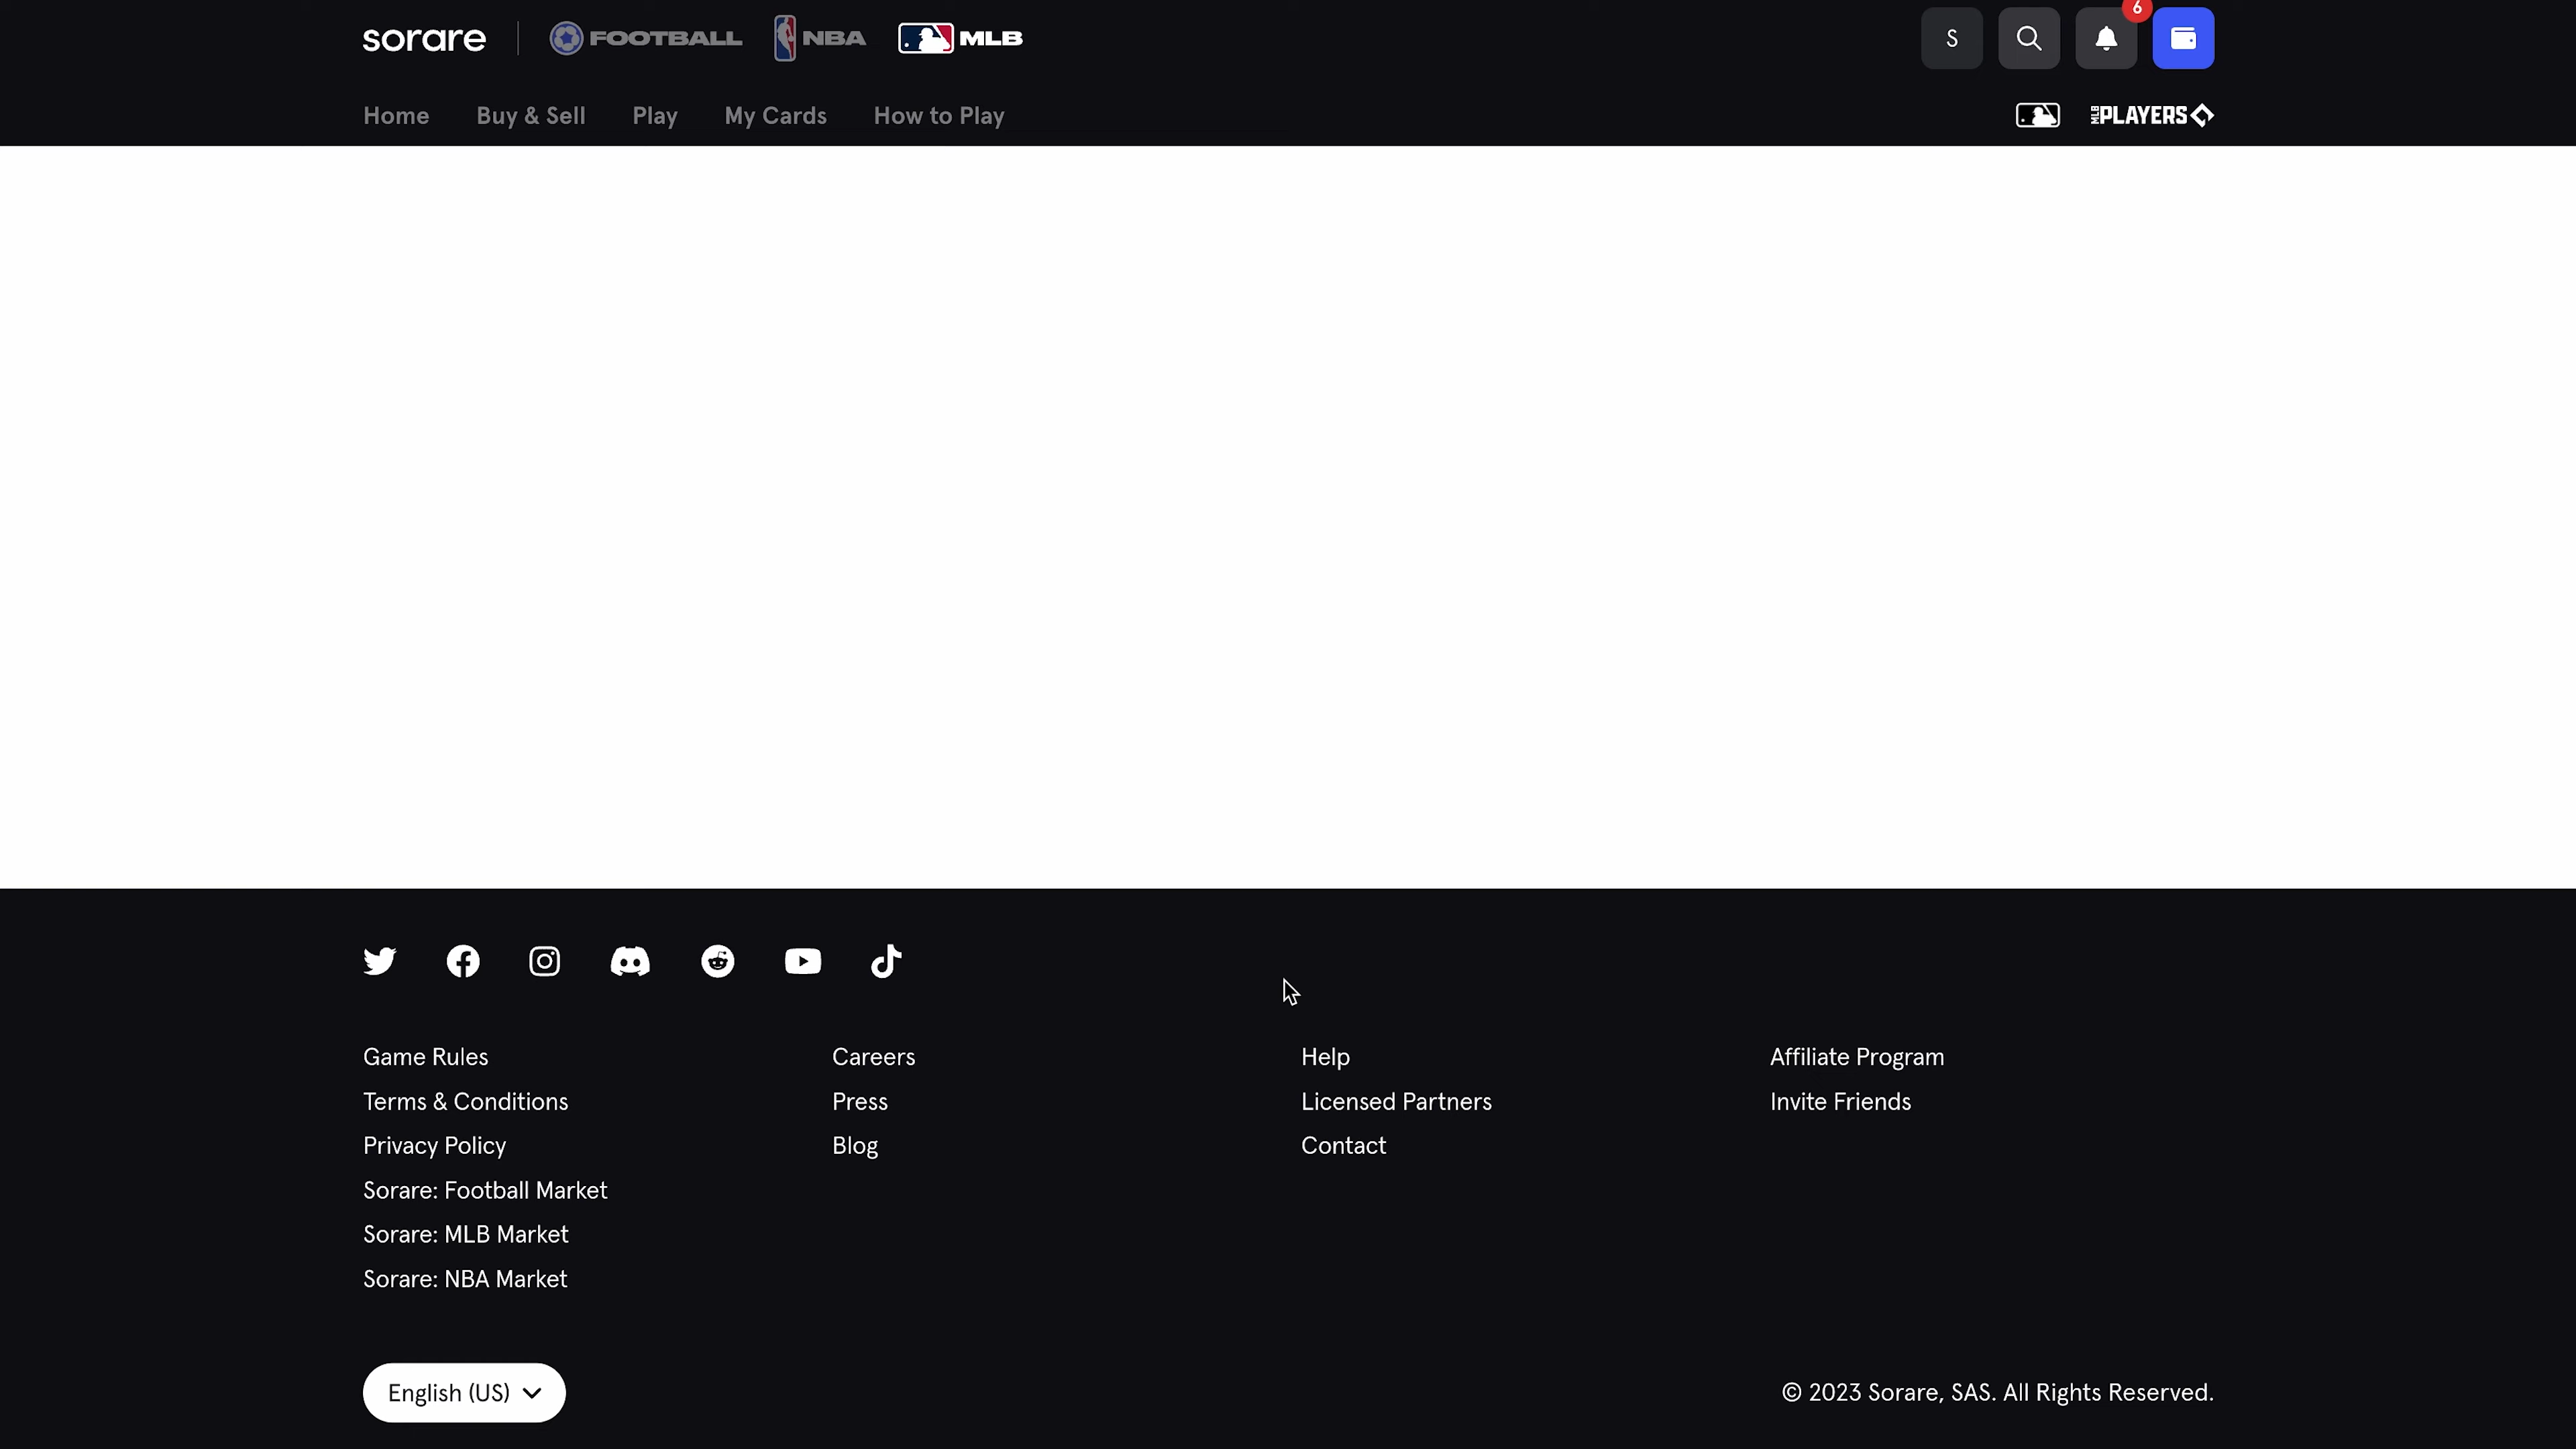 sorare FOOTBALL NBA MLB S 6
Home Buy & Sell Play My Cards How to Play MLB PLAYERS
Game Rules Careers Help Affiliate Program
Terms & Conditions Press Licensed Partners Invite Friends
Privacy Policy Blog Contact
Sorare: Football Market
Sorare: MLB Market
Sorare: NBA Market
English (US) © 2023 Sorare, SAS. All Rights Reserved.